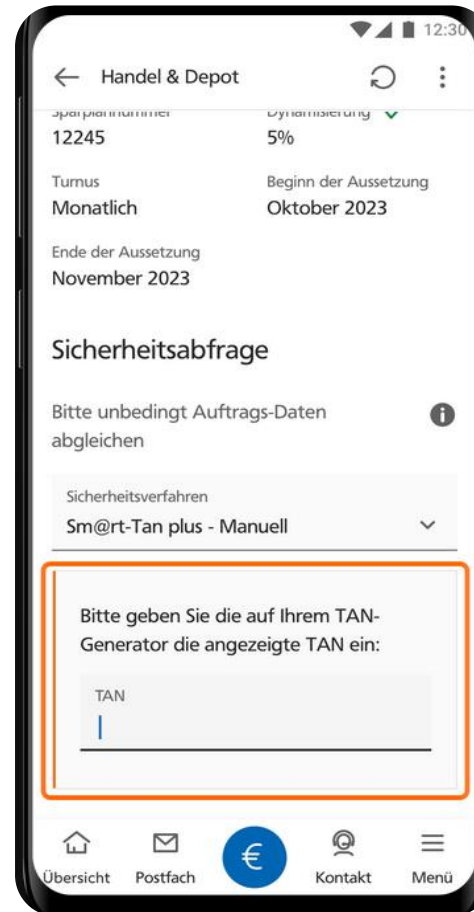 12:30
Handel & Depot
Sparplannummer Dynamisierung
12245 5%
Turnus Beginn der Aussetzung
Monatlich Oktober 2023
Ende der Aussetzung
November 2023
Sicherheitsabfrage
Bitte unbedingt Auftrags-Daten
abgleichen
Sicherheitsverfahren
Sm@rt-Tan plus - Manuell
Bitte geben Sie die auf Ihrem TAN-
Generator die angezeigte TAN ein:
TAN
€
Übersicht Postfach Kontakt Menü